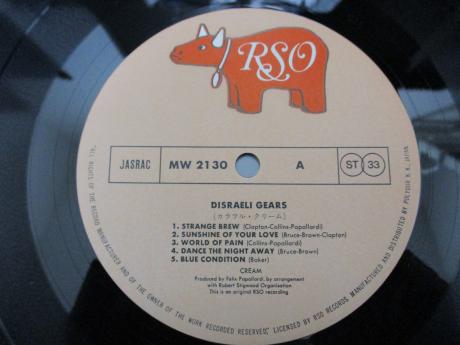 RSO
JASRAC
MW 2130
A
ST 33
DISRAELI GEARS
(カラフル・クリーム)
1. STRANGE BREW (Clapton-Collins-Papallardi)
2. SUNSHINE OF YOUR LOVE (Bruce-Brown-Clapton)
3. WORLD OF PAIN (Collins-Papallardi)
4. DANCE THE NIGHT AWAY (Bruce-Brown)
5. BLUE CONDITION (Baker)
CREAM
Produced by Felix Papallardi, by arrangement
with Robert Stigwood Organisation
This is an original RSO recording
"ALL RIGHTS OF THE RECORD MANUFACTURER AND OF THE OWNER OF THE WORK RECORDED RESERVED," LICENSED BY RSO RECORDS MANUFACTURED AND DISTRIBUTED BY POLYDOR K.K., JAPAN